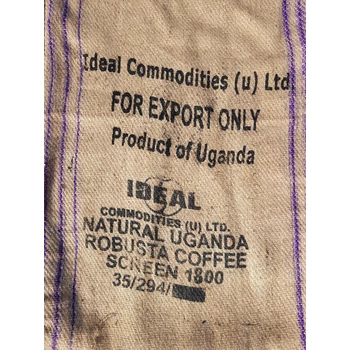 Ideal Commodities (u) Ltd.
FOR EXPORT ONLY
Product of Uganda
IDEAL
COMMODITIES (U) LTD.
NATURAL UGANDA
ROBUSTA COFFEE
SCREEN 1800
35/294/